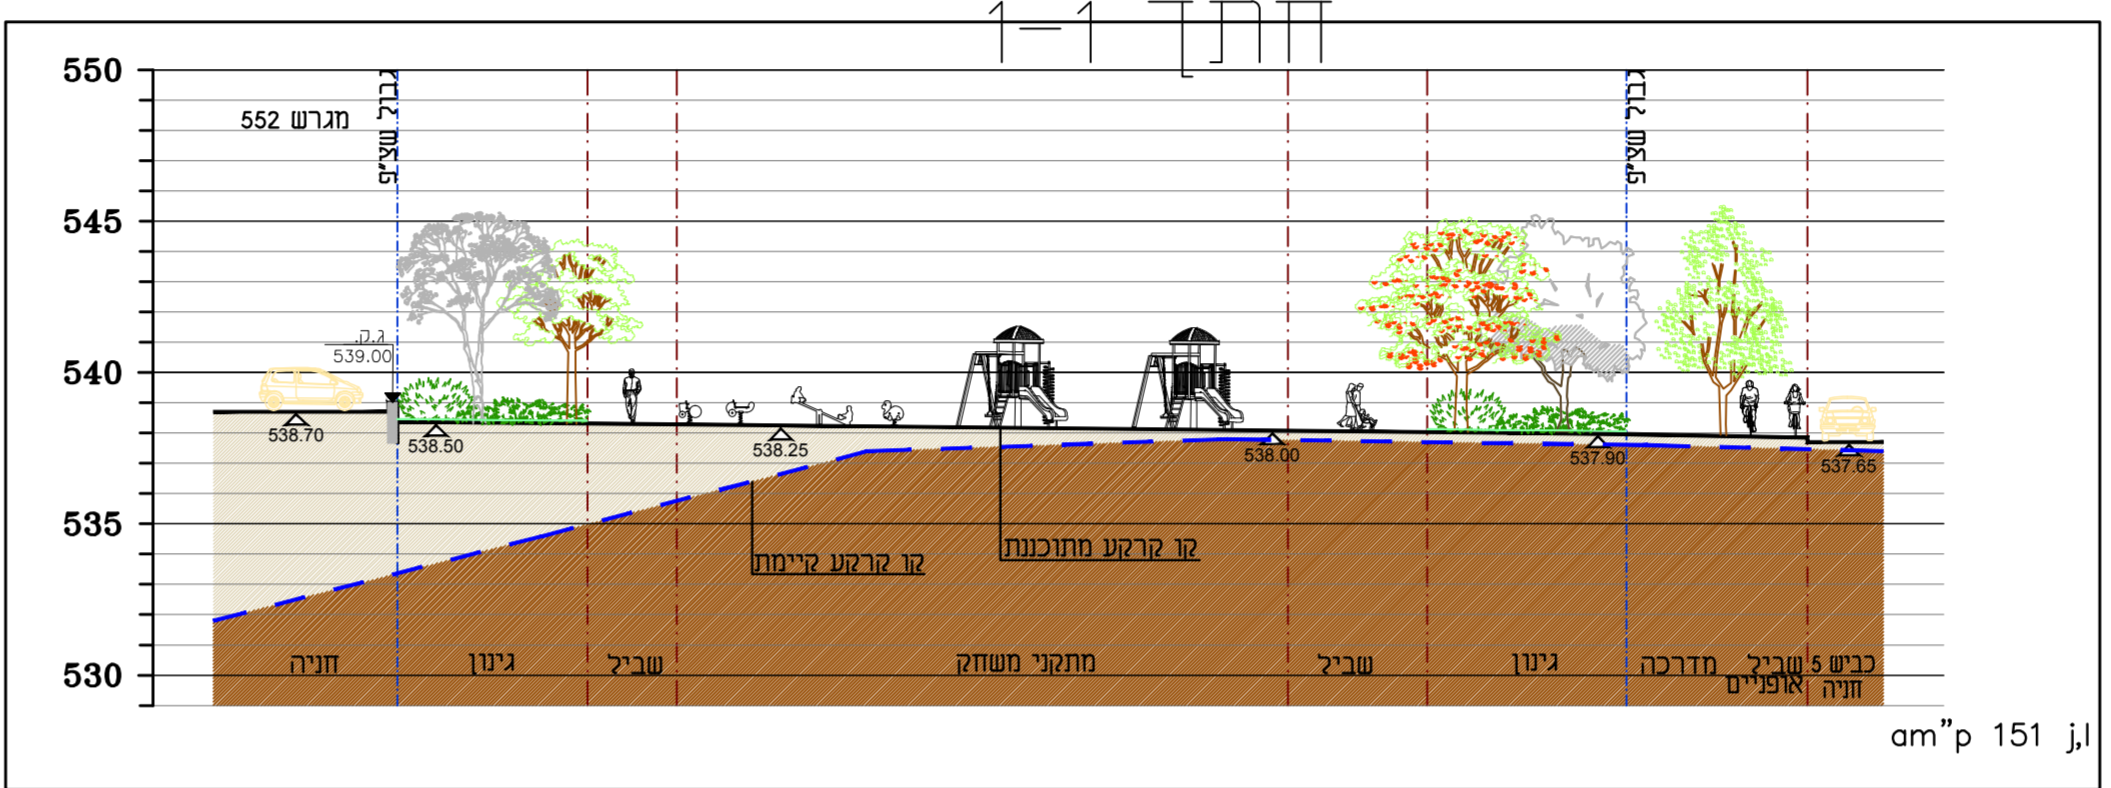 חתך 1-1
550
545
540
535
530
מגרש 552
גבול שצ"פ
גבול שצ"פ
ג.ק.
539.00
538.70
538.50
538.25
538.00
537.90
537.65
קו קרקע קיימת
קו קרקע מתוכננת
חניה
גינון
שביל
מתקני משחק
שביל
גינון
מדרכה
שביל
אופניים
כביש 5
חניה
am"p 151 j,l